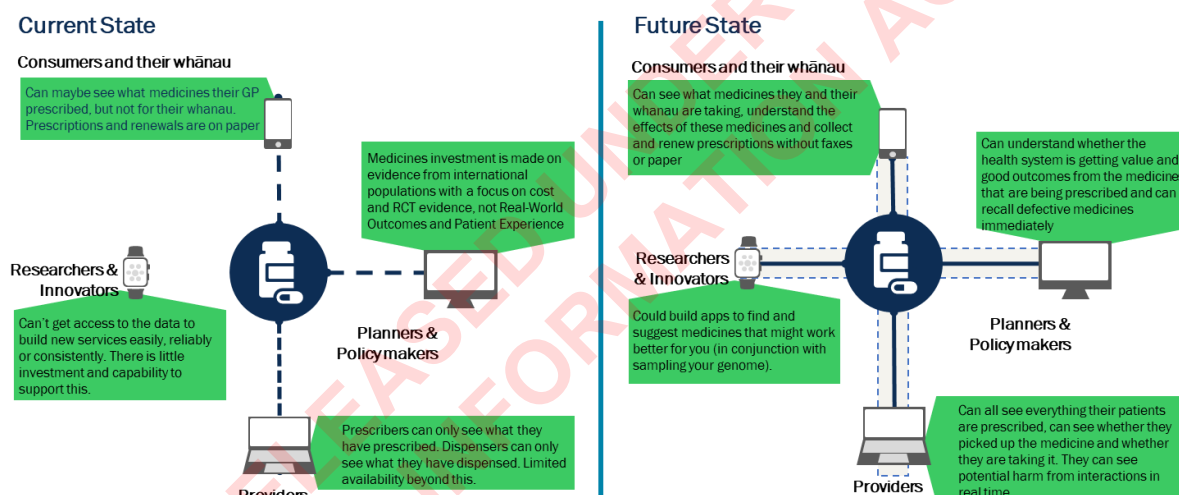 Current State
Consumers and their whānau
Can maybe see what medicines their GP
prescribed, but not for their whanau.
Prescriptions and renewals are on paper
Medicines investment is made on
evidence from international
populations with a focus on cost
and RCT evidence, not Real-World
Outcomes and Patient Experience
Researchers &
Innovators
Can't get access to the data to
build new services easily, reliably
or consistently. There is little
investment and capability to
support this.
Planners &
Policymakers
Prescribers can only see what they
have prescribed. Dispensers can only
see what they have dispensed. Limited
availability beyond this.
Providers
Future State
Consumers and their whānau
Can see what medicines they and their
whanau are taking, understand the
effects of these medicines and collect
and renew prescriptions without faxes
or paper
Can understand whether the
health system is getting value and
good outcomes from the medicine
that are being prescribed and can
recall defective medicines
immediately
Researchers
& Innovators
Could build apps to find and
suggest medicines that might work
better for you (in conjunction with
sampling your genome).
Planners &
Policymakers
Can all see everything their patients
are prescribed, can see whether they
picked up the medicine and whether
they are taking it. They can see
potential harm from interactions in
real time
Providers
ELEASED UNDER
INFORMATION AC